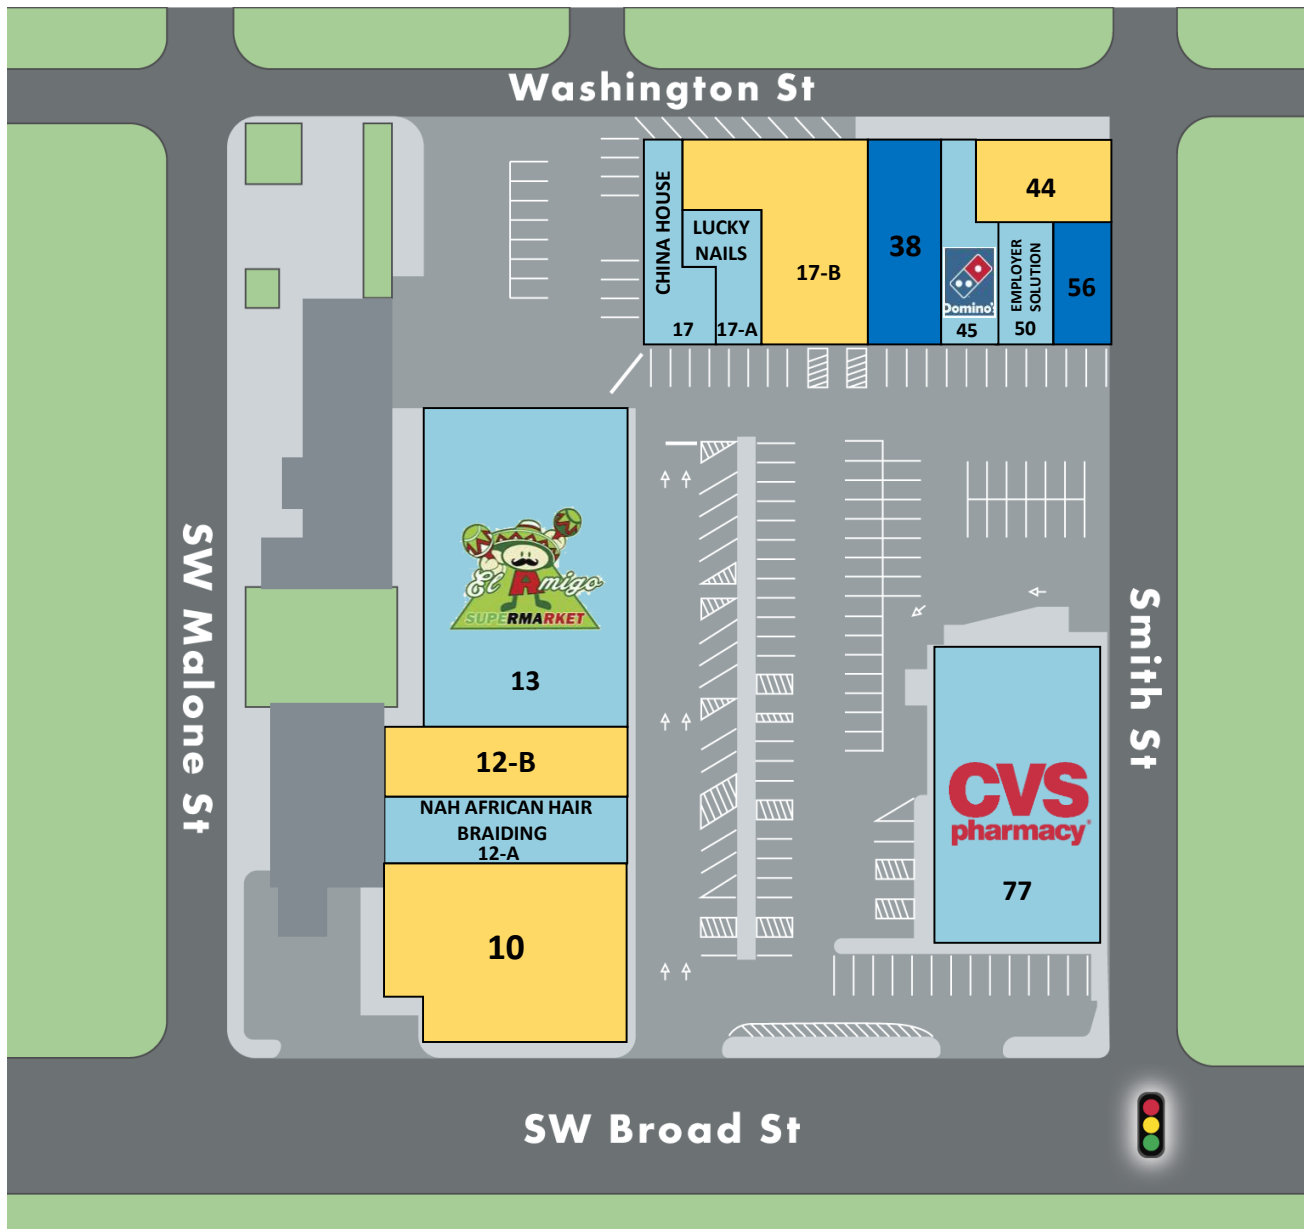 Washington St
CHINA HOUSE
17
LUCKY
NAILS
17-A
17-B
38
Domino's
45
44
EMPLOYER
SOLUTION
50
56
El Amigo
SUPERMARKET
13
12-B
NAH AFRICAN HAIR
BRAIDING
12-A
10
CVS
pharmacy
77
SW Malone St
Smith St
SW Broad St